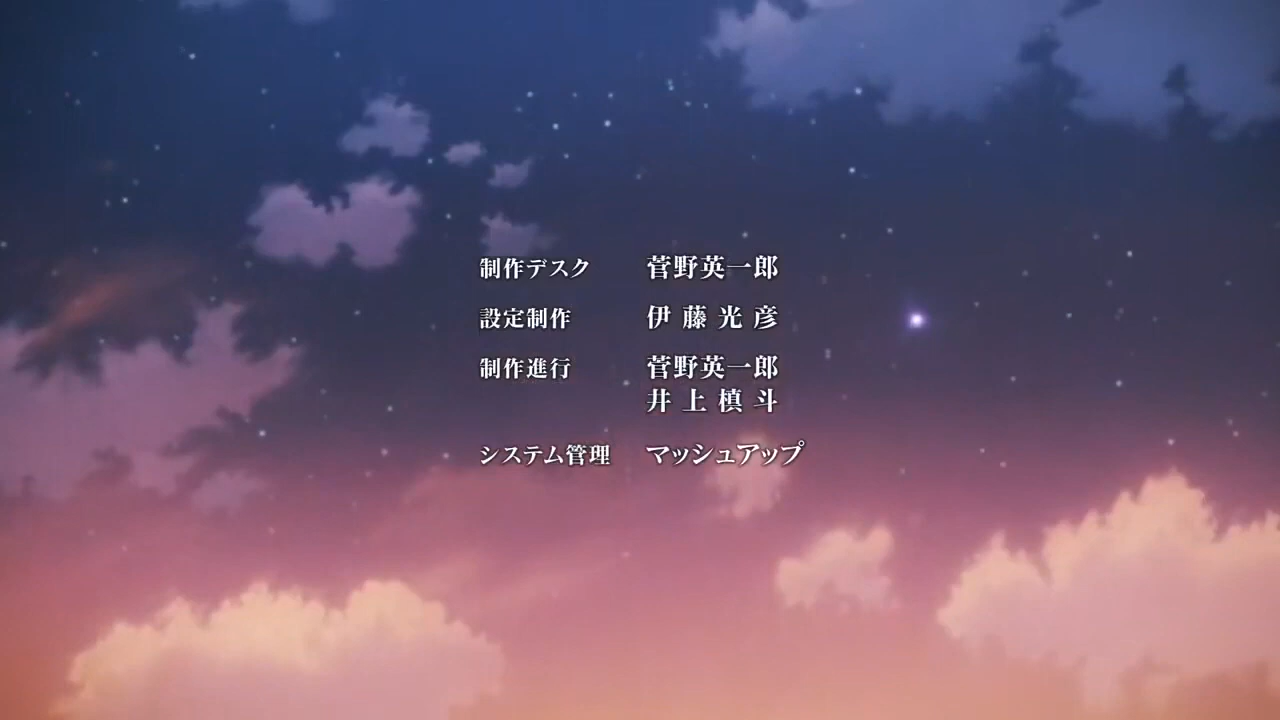 制作デスク 菅野英一郎
設定制作 伊藤光彦
制作進行 菅野英一郎
井上槙斗
システム管理 マッシュアップ